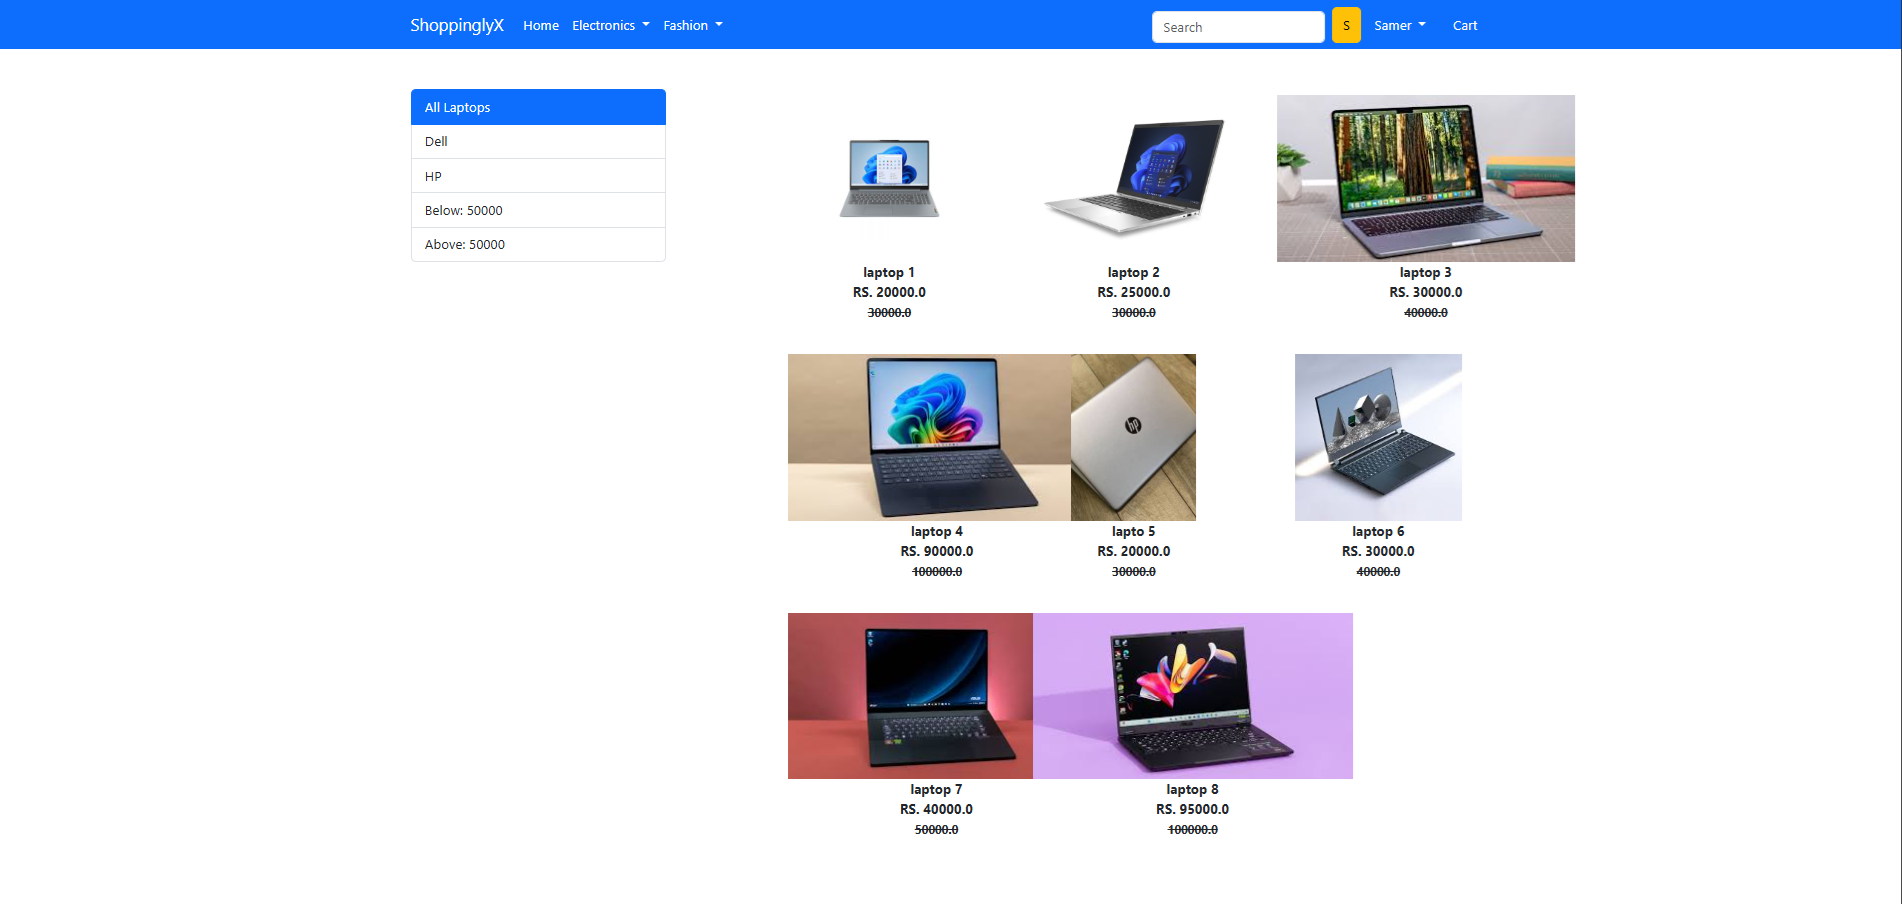 ShoppinglyX Home Electronics Fashion Search S Samer Cart
All Laptops
Dell
HP
Below: 50000
Above: 50000
laptop 1
RS. 20000.0
30000.0
laptop 2
RS. 25000.0
30000.0
laptop 3
RS. 30000.0
40000.0
hp
laptop 4
RS. 90000.0
100000.0
lapto 5
RS. 20000.0
30000.0
laptop 6
RS. 30000.0
40000.0
laptop 7
RS. 40000.0
50000.0
laptop 8
RS. 95000.0
100000.0